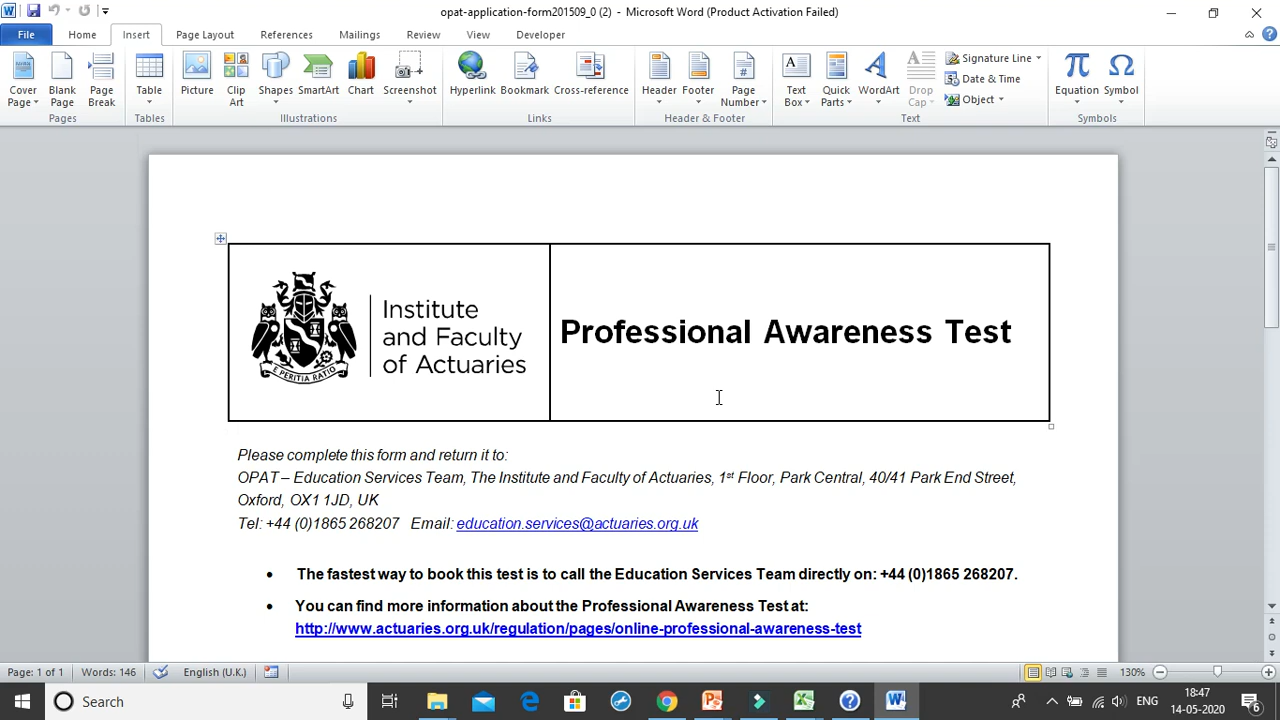 opat-application-form201509_0 (2) - Microsoft Word (Product Activation Failed)
File Home Insert Page Layout References Mailings Review View Developer
Cover Page
Blank Page
Page Break
Table
Picture
Clip Art
Shapes
SmartArt
Chart
Screenshot
Hyperlink
Bookmark
Cross-reference
Header
Footer
Page Number
Text Box
Quick Parts
WordArt
Drop Cap
Signature Line
Date & Time
Object
Equation
Symbol
Pages Tables Illustrations Links Header & Footer Text Symbols
Institute
and Faculty
of Actuaries
E PERITIA RATIO
Professional Awareness Test
Please complete this form and return it to:
OPAT – Education Services Team, The Institute and Faculty of Actuaries, 1st Floor, Park Central, 40/41 Park End Street,
Oxford, OX1 1JD, UK
Tel: +44 (0)1865 268207 Email: education.services@actuaries.org.uk
• The fastest way to book this test is to call the Education Services Team directly on: +44 (0)1865 268207.
• You can find more information about the Professional Awareness Test at:
http://www.actuaries.org.uk/regulation/pages/online-professional-awareness-test
Page: 1 of 1 Words: 146 English (U.K.) 130%
Search
ENG
18:47
14-05-2020
6